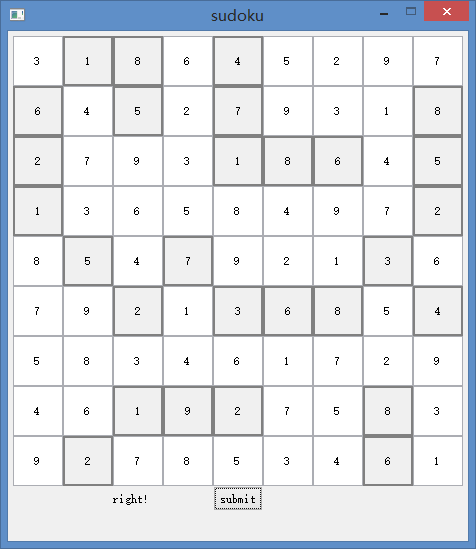 sudoku
3 1 8 6 4 5 2 9 7
6 4 5 2 7 9 3 1 8
2 7 9 3 1 8 6 4 5
1 3 6 5 8 4 9 7 2
8 5 4 7 9 2 1 3 6
7 9 2 1 3 6 8 5 4
5 8 3 4 6 1 7 2 9
4 6 1 9 2 7 5 8 3
9 2 7 8 5 3 4 6 1
right! submit